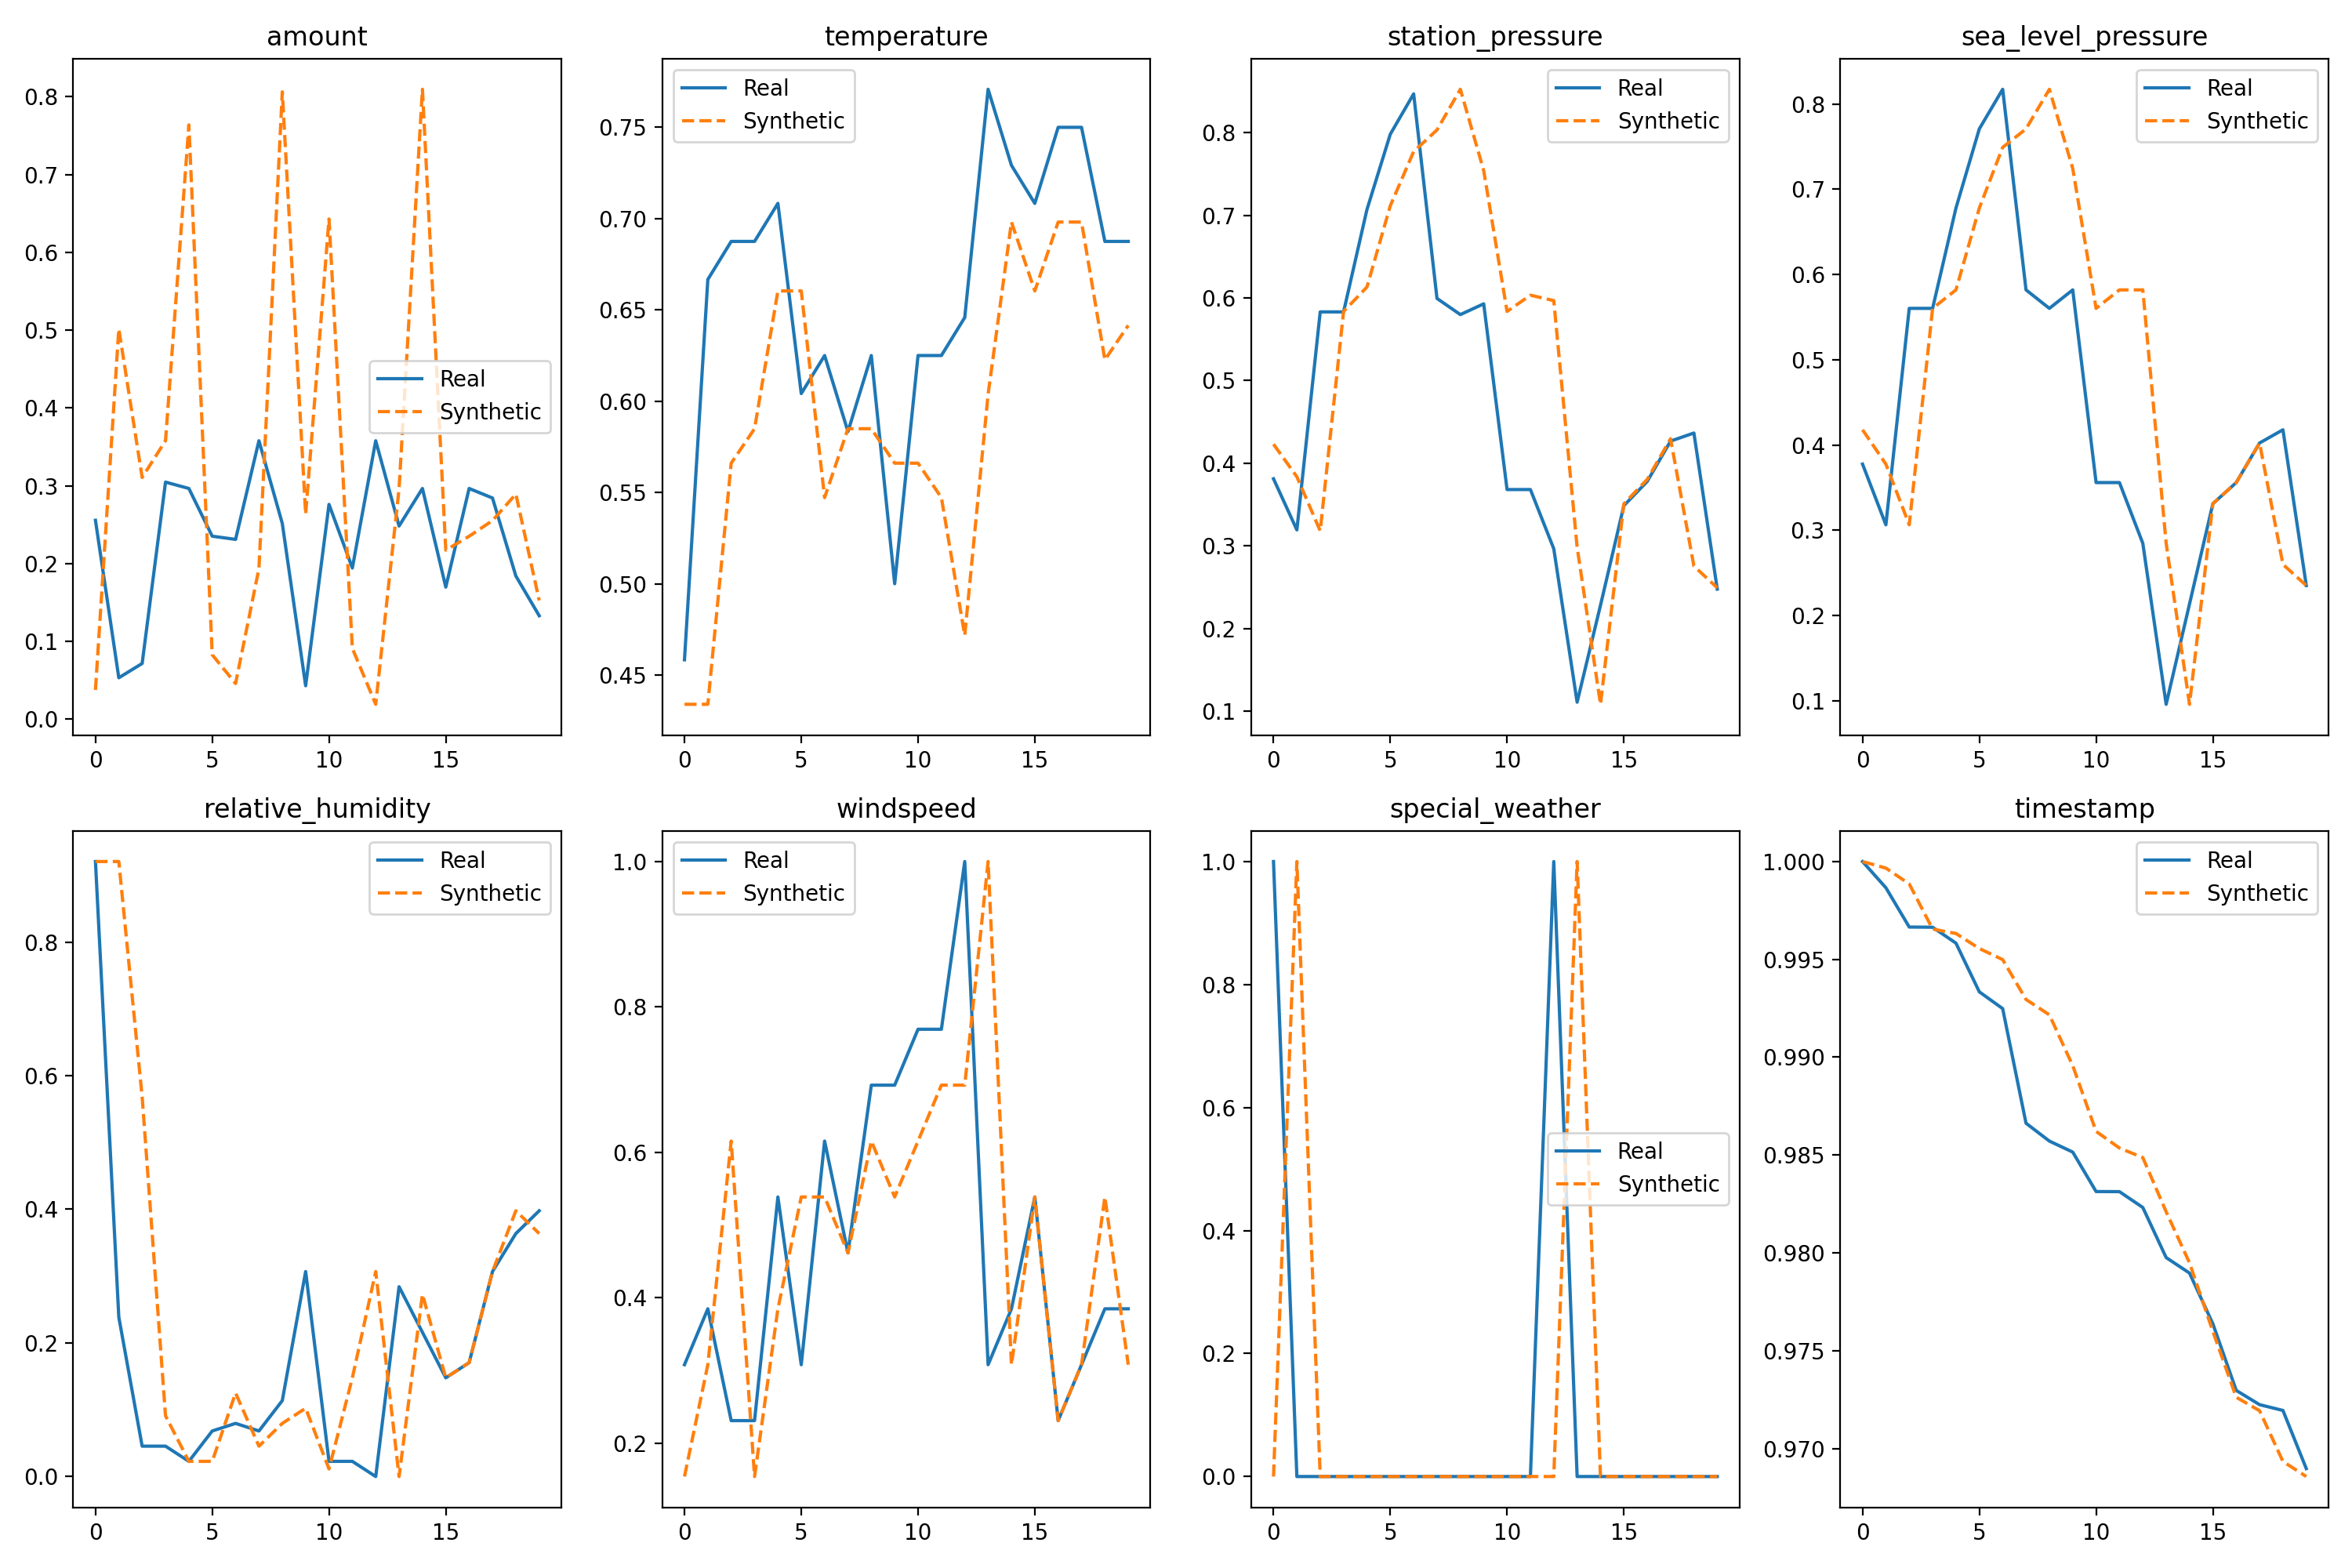 amount
0.8
0.7
0.6
0.5
0.4
0.3
0.2
0.1
0.0
0 5 10 15
Real
Synthetic
temperature
0.75
0.70
0.65
0.60
0.55
0.50
0.45
0 5 10 15
Real
Synthetic
station_pressure
0.8
0.7
0.6
0.5
0.4
0.3
0.2
0.1
0 5 10 15
Real
Synthetic
sea_level_pressure
0.8
0.7
0.6
0.5
0.4
0.3
0.2
0.1
0 5 10 15
Real
Synthetic
relative_humidity
0.8
0.6
0.4
0.2
0.0
0 5 10 15
Real
Synthetic
windspeed
1.0
0.8
0.6
0.4
0.2
0 5 10 15
Real
Synthetic
special_weather
1.0
0.8
0.6
0.4
0.2
0.0
0 5 10 15
Real
Synthetic
timestamp
1.000
0.995
0.990
0.985
0.980
0.975
0.970
0 5 10 15
Real
Synthetic